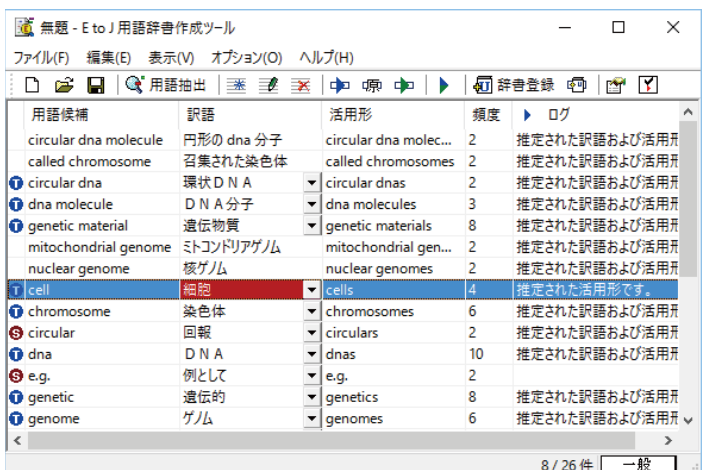 無題 - E to J 用語辞書作成ツール
ファイル(F) 編集(E) 表示(V) オプション(O) ヘルプ(H)
用語抽出 辞書登録
用語候補 訳語 活用形 頻度 ログ
circular dna molecule 円形の dna 分子 circular dna molec... 2 推定された訳語および活用形
called chromosome 召集された染色体 called chromosomes 2 推定された訳語および活用形
T circular dna 環状ＤＮＡ circular dnas 2 推定された訳語および活用形
T dna molecule ＤＮＡ分子 dna molecules 3 推定された訳語および活用形
T genetic material 遺伝物質 genetic materials 8 推定された訳語および活用形
mitochondrial genome ミトコンドリアゲノム mitochondrial gen... 2 推定された訳語および活用形
nuclear genome 核ゲノム nuclear genomes 2 推定された訳語および活用形
T cell 細胞 cells 4 推定された活用形です。
T chromosome 染色体 chromosomes 6 推定された訳語および活用形
S circular 回報 circulars 2 推定された訳語および活用形
T dna ＤＮＡ dnas 10 推定された訳語および活用形
S e.g. 例として e.g. 2
T genetic 遺伝的 genetics 8 推定された訳語および活用形
T genome ゲノム genomes 6 推定された訳語および活用形
8 / 26 件 一般